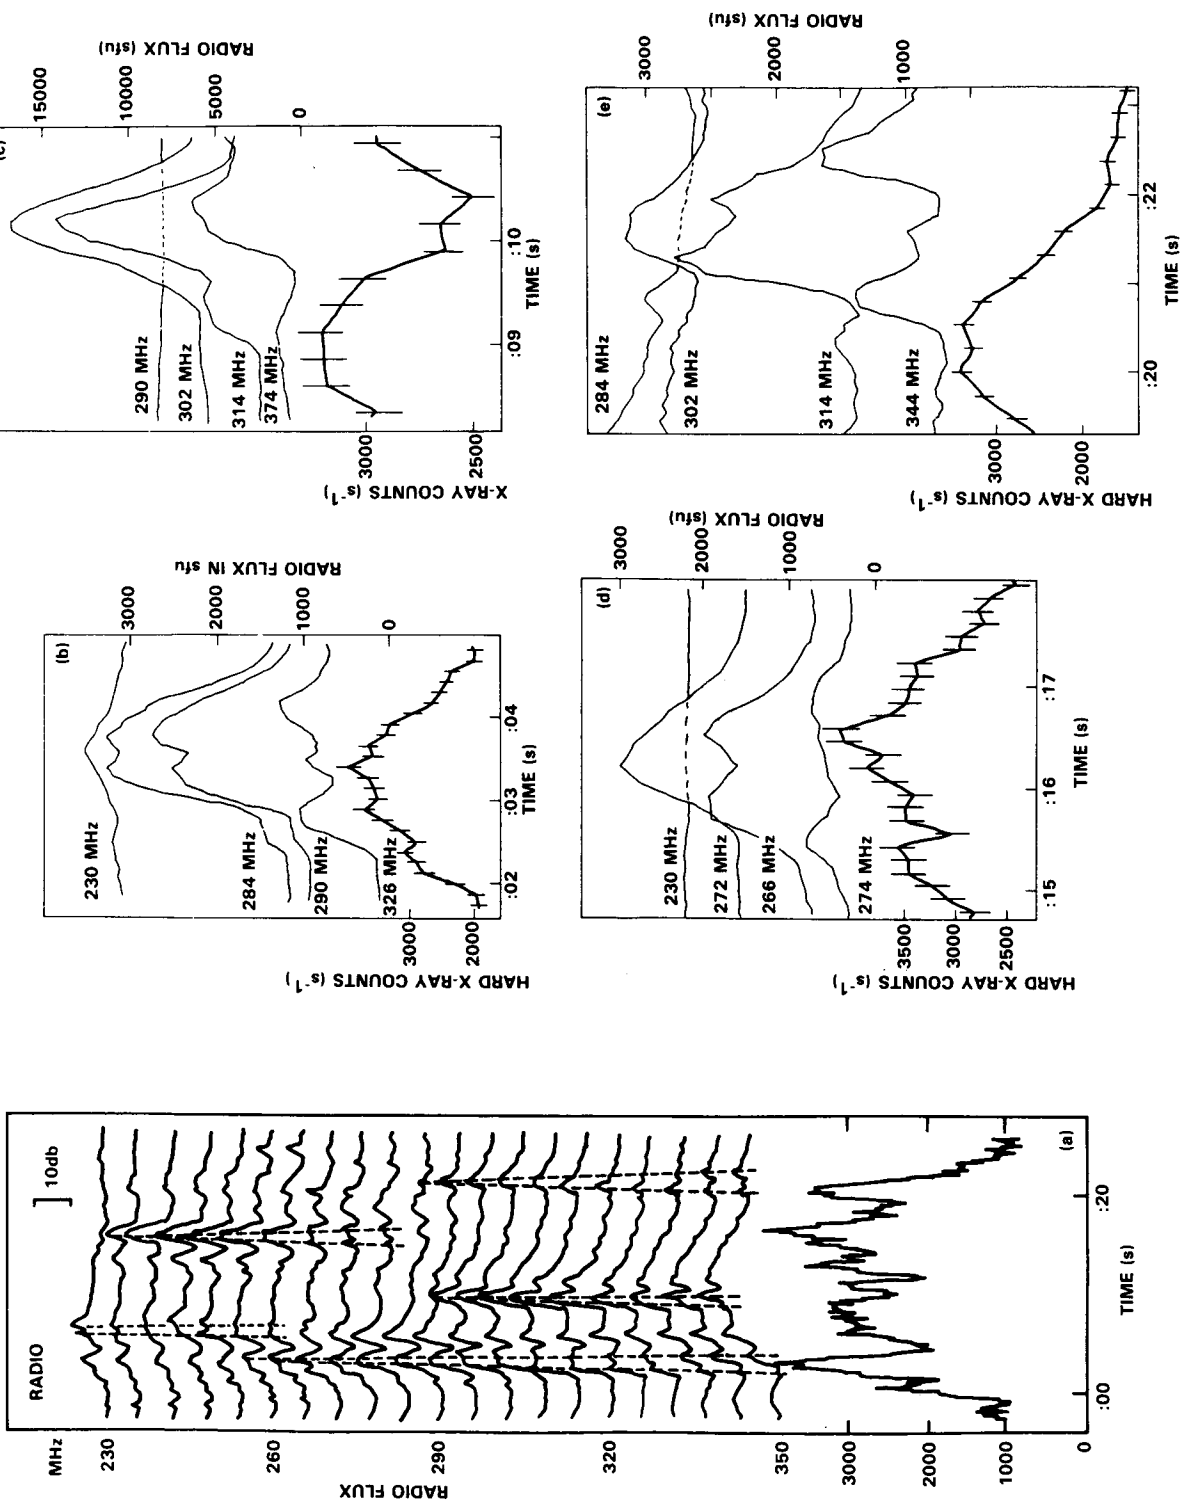 MHz
RADIO
] 10db
230
260
290
320
350
RADIO FLUX
3000
2000
1000
0
:00
:20
TIME (s)
(a)
(b)
230 MHz
284 MHz
290 MHz
326 MHz
3000
2000
1000
0
RADIO FLUX IN sfu
3000
2000
HARD X-RAY COUNTS (s⁻¹)
:02
:03
:04
TIME (s)
(c)
290 MHz
302 MHz
314 MHz
374 MHz
15000
10000
5000
0
RADIO FLUX (sfu)
3000
2500
X-RAY COUNTS (s⁻¹)
:09
:10
TIME (s)
(d)
230 MHz
272 MHz
266 MHz
274 MHz
3000
2000
1000
0
RADIO FLUX (sfu)
3500
3000
2500
HARD X-RAY COUNTS (s⁻¹)
:15
:16
:17
TIME (s)
(e)
284 MHz
302 MHz
314 MHz
344 MHz
3000
2000
1000
RADIO FLUX (sfu)
3000
2000
HARD X-RAY COUNTS (s⁻¹)
:20
:22
TIME (s)